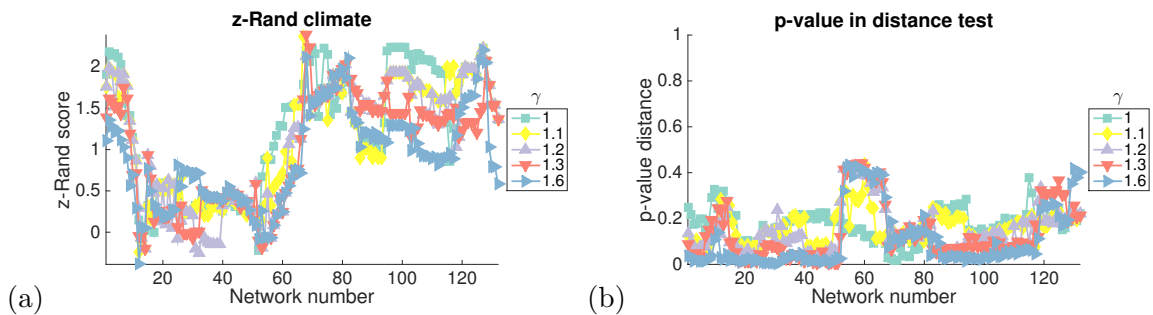 z-Rand climate
z-Rand score
2
1.5
1
0.5
0
20 40 60 80 100 120
Network number
γ
1
1.1
1.2
1.3
1.6
(a)
p-value in distance test
p-value distance
1
0.8
0.6
0.4
0.2
0
20 40 60 80 100 120
Network number
γ
1
1.1
1.2
1.3
1.6
(b)